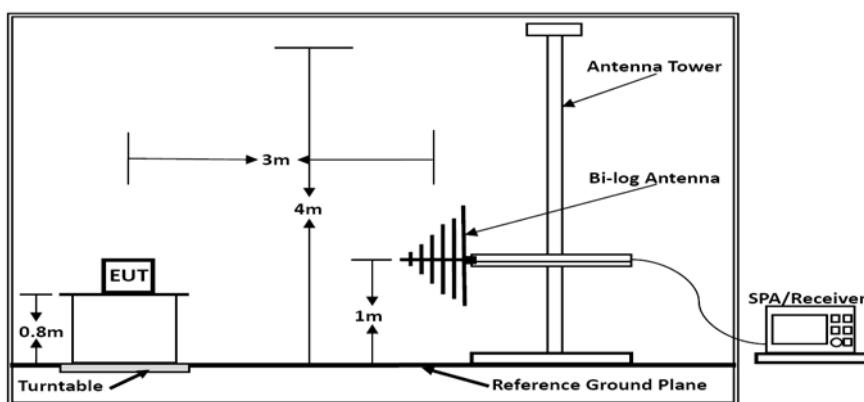 Antenna Tower
3m
Bi-log Antenna
4m
EUT
SPA/Receiver
0.8m
1m
Turntable
Reference Ground Plane